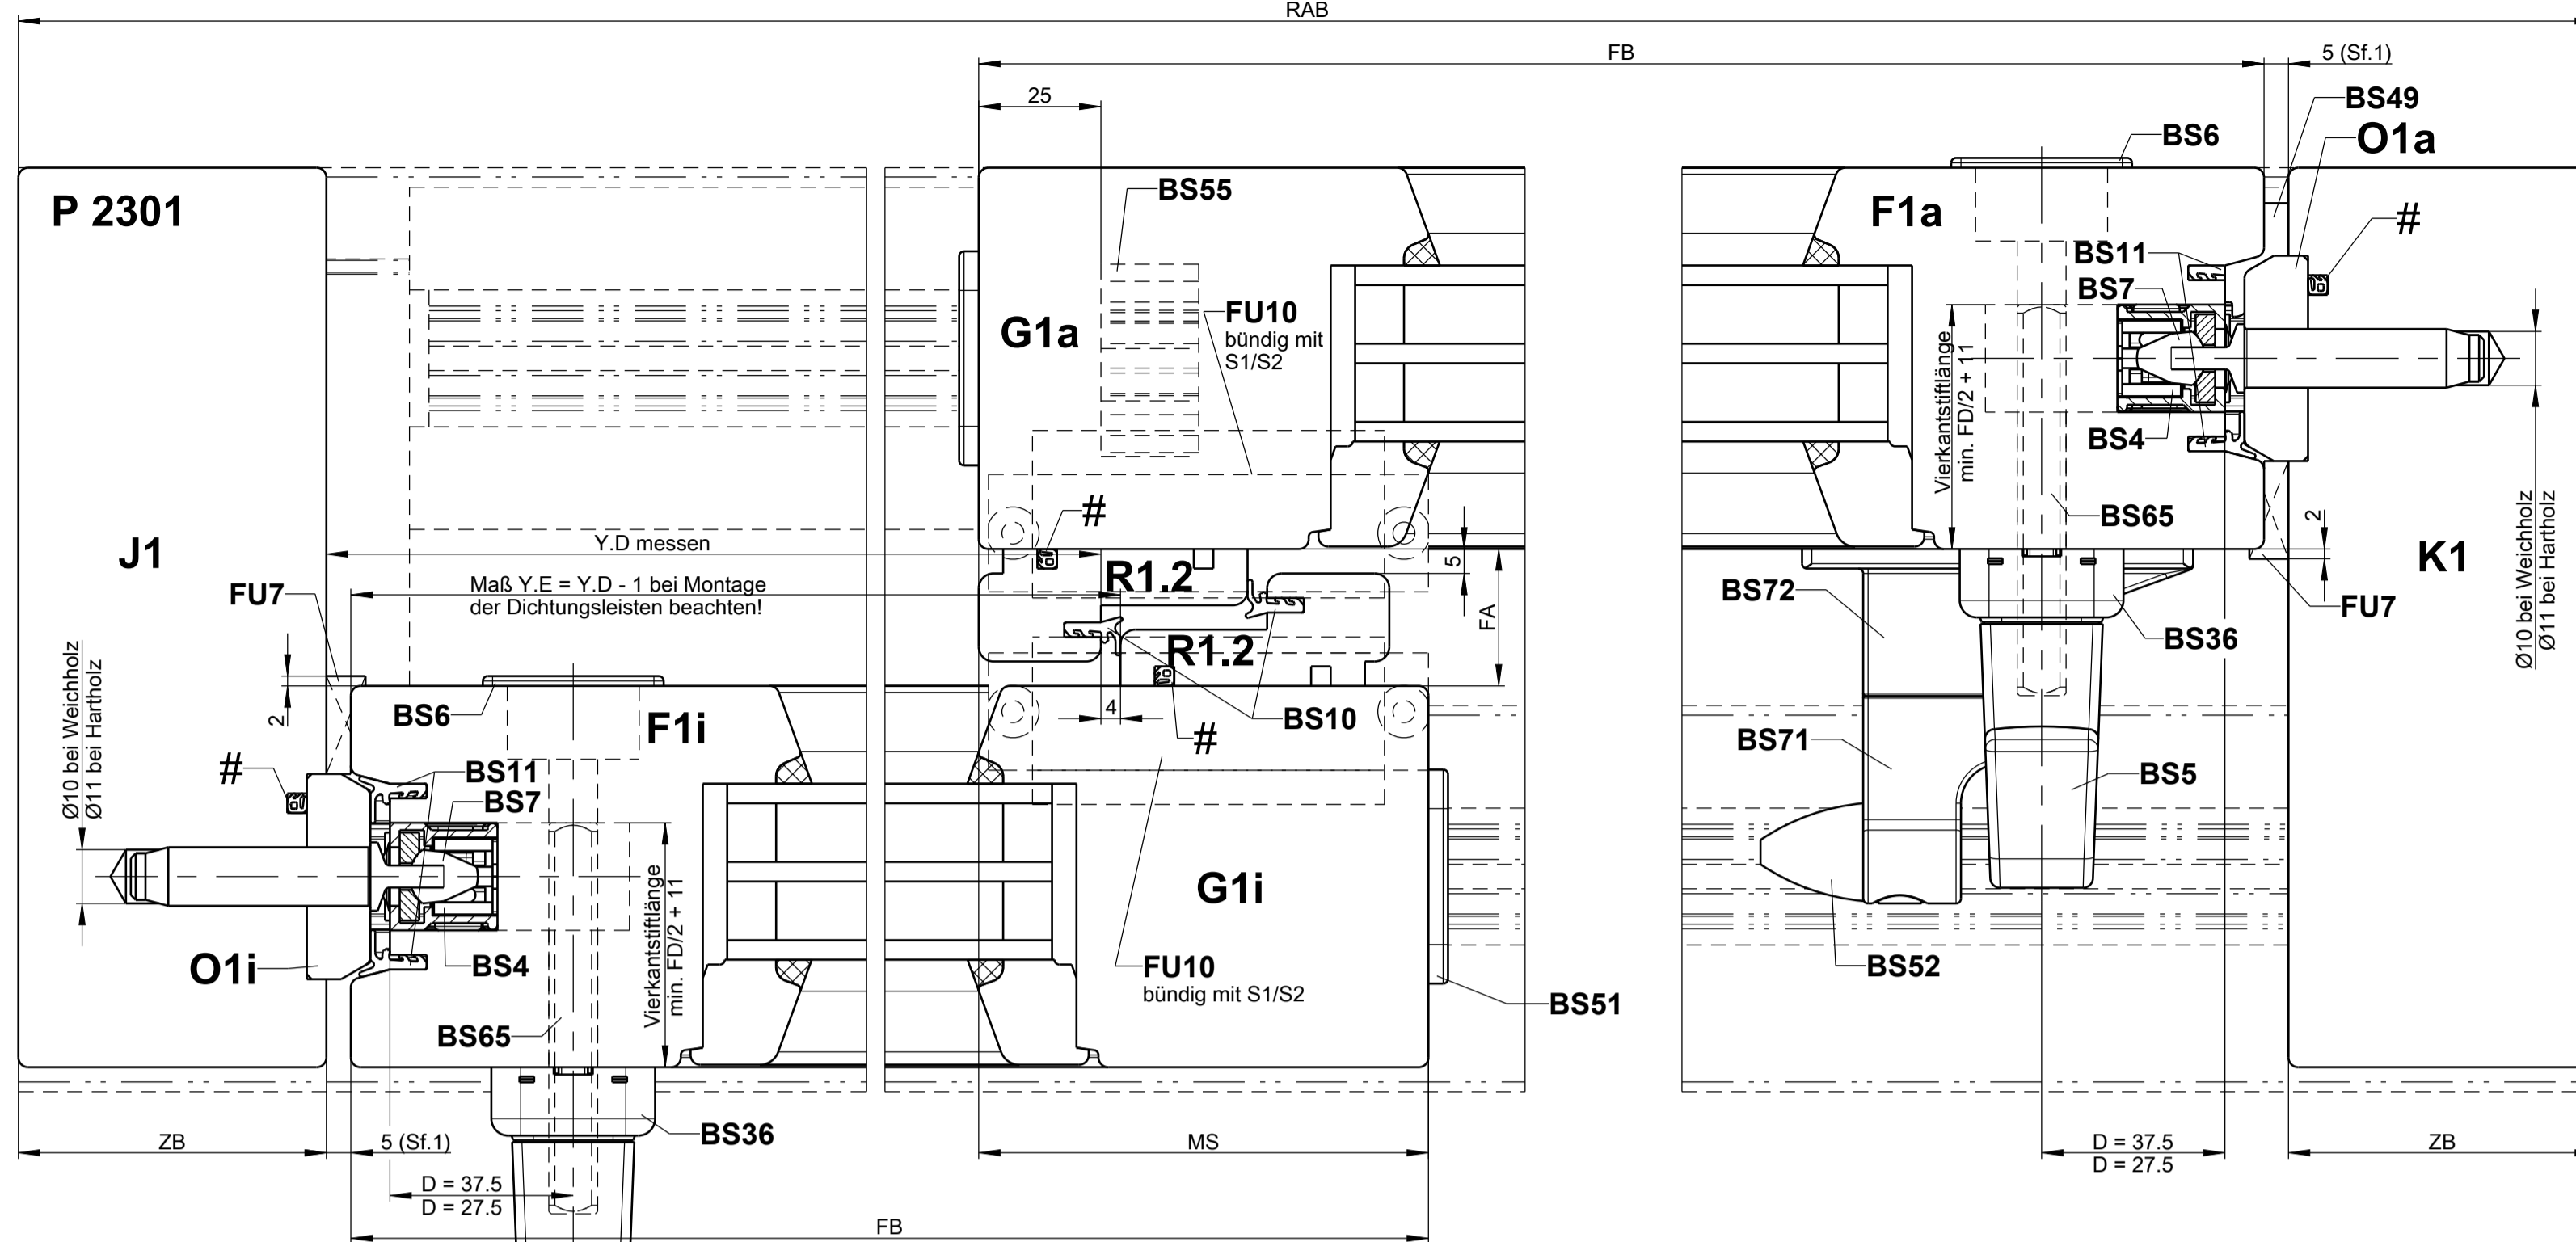 RAB
FB
5 (Sf.1)
25
BS49
BS6
O1a
P 2301
BS55
F1a
#
BS11
BS7
G1a
FU10
bündig mit
S1/S2
Vierkantstiftlänge
min. FD/2 + 11
BS4
#
BS65
Ø10 bei Weichholz
Ø11 bei Hartholz
2
J1
Y.D messen
5
R1.2
K1
FU7
Maß Y.E = Y.D - 1 bei Montage
der Dichtungsleisten beachten!
FA
BS72
FU7
BS36
R1.2
Ø10 bei Weichholz
Ø11 bei Hartholz
2
BS6
F1i
4
BS10
#
BS71
#
BS11
BS7
BS5
Vierkantstiftlänge
min. FD/2 + 11
G1i
O1i
BS4
FU10
bündig mit S1/S2
BS52
BS51
BS65
BS36
ZB
5 (Sf.1)
MS
D = 37.5
D = 27.5
ZB
D = 37.5
D = 27.5
FB